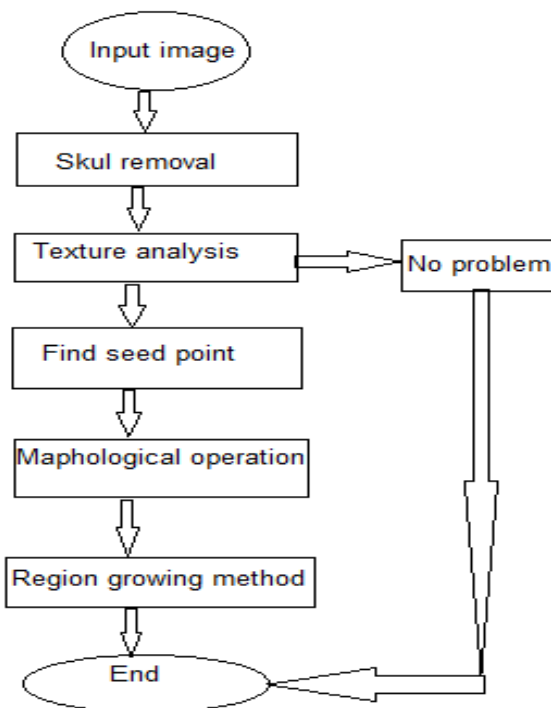 Input image
Skul removal
Texture analysis
No problem
Find seed point
Maphological operation
Region growing method
End